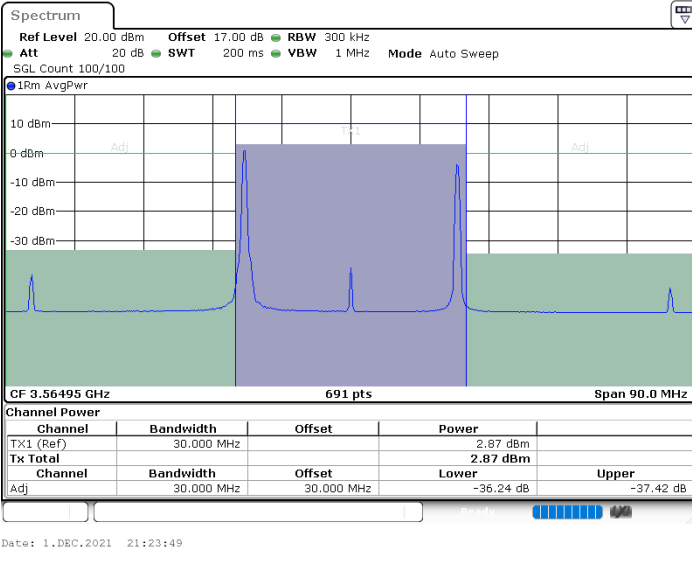 Spectrum
Ref Level 20.00 dBm Offset 17.00 dB RBW 300 kHz
Att 20 dB SWT 200 ms VBW 1 MHz Mode Auto Sweep
SGL Count 100/100
1Rm AvgPwr
10 dBm
TX1
Adj
Adj
0 dBm
-10 dBm
-20 dBm
-30 dBm
CF 3.56495 GHz 691 pts Span 90.0 MHz
Channel Power
Channel Bandwidth Offset Power
TX1 (Ref) 30.000 MHz 2.87 dBm
Tx Total 2.87 dBm
Channel Bandwidth Offset Lower Upper
Adj 30.000 MHz 30.000 MHz -36.24 dB -37.42 dB
Ready
Date: 1.DEC.2021 21:23:49